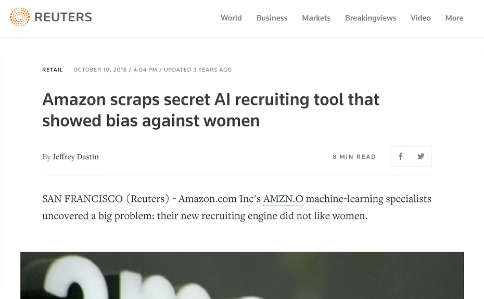 REUTERS
World Business Markets Breakingviews Video More
RETAIL OCTOBER 10, 2018 / 4:04 PM / UPDATED 3 YEARS AGO
Amazon scraps secret AI recruiting tool that
showed bias against women
By Jeffrey Dastin
8 MIN READ
SAN FRANCISCO (Reuters) - Amazon.com Inc's AMZN.O machine-learning specialists
uncovered a big problem: their new recruiting engine did not like women.